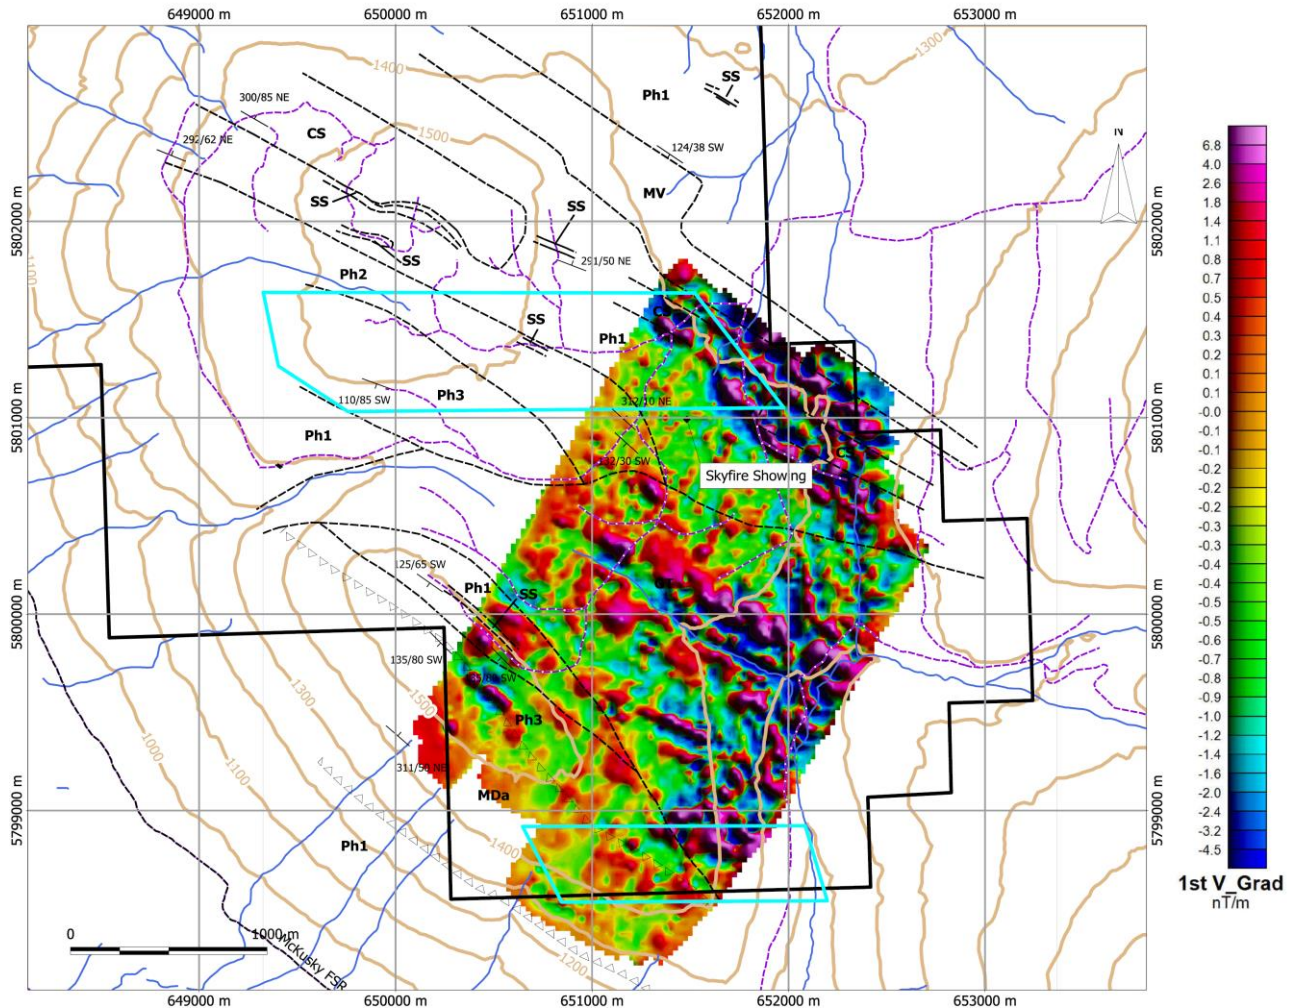 649000 m
650000 m
651000 m
652000 m
653000 m
1300
1400
SS
Ph1
300/85 NE
CS
1500
292/62 NE
124/38 SW
N
MV
SS
SS
5802000 m
5802000 m
SS
291/50 NE
Ph2
SS
Ph1
Ph3
110/85 SW
312/10 NE
5801000 m
5801000 m
Ph1
CS
132/30 SW
Skyfire Showing
125/65 SW
Ph1
SS
5800000 m
5800000 m
135/80 SW
1300
1500
Ph3
1000
1100
311/50 NE
MDa
5799000 m
5799000 m
Ph1
1400
0
1000 m
McKusky FSR
1200
649000 m
650000 m
651000 m
652000 m
653000 m
6.8
4.0
2.6
1.8
1.4
1.1
0.8
0.7
0.5
0.4
0.3
0.2
0.1
-0.0
-0.1
-0.1
-0.2
-0.2
-0.3
-0.3
-0.4
-0.4
-0.5
-0.6
-0.7
-0.8
-0.9
-1.0
-1.2
-1.4
-1.6
-2.0
-2.4
-3.2
-4.5
1st V_Grad
nT/m